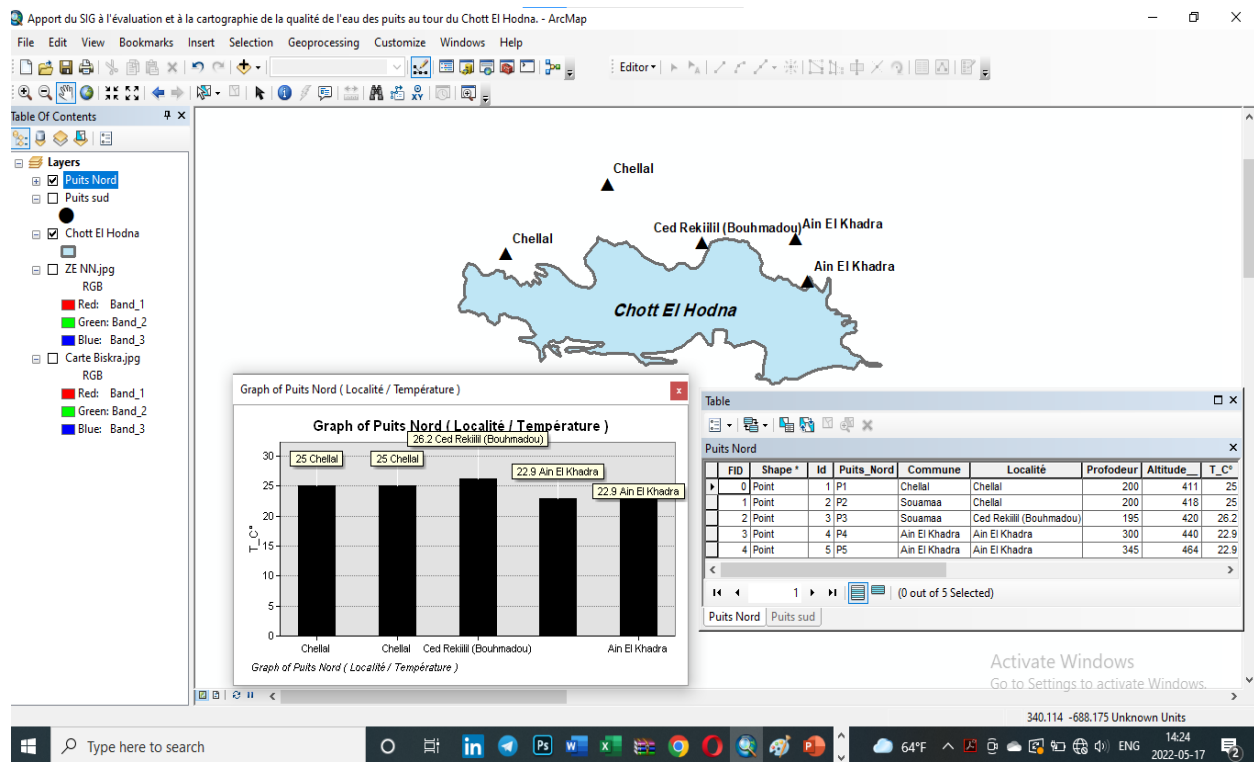 Apport du SIG à l'évaluation et à la cartographie de la qualité de l'eau des puits au tour du Chott El Hodna. - ArcMap
File Edit View Bookmarks Insert Selection Geoprocessing Customize Windows Help
Editor
Table Of Contents
Layers
Puits Nord
Puits sud
Chott El Hodna
ZE NN.jpg
RGB
Red: Band_1
Green: Band_2
Blue: Band_3
Carte Biskra.jpg
RGB
Red: Band_1
Green: Band_2
Blue: Band_3
Chellal
Ced Rekiilil (Bouhmadou)
Ain El Khadra
Chellal
Ain El Khadra
Chott El Hodna
Graph of Puits Nord ( Localité / Température )
Graph of Puits Nord ( Localité / Température )
26.2 Ced Rekiilil (Bouhmadou)
25 Chellal
25 Chellal
22.9 Ain El Khadra
22.9 Ain El Khadra
30
25
20
15
10
5
0
T_C°
Chellal Chellal Ced Rekiilil (Bouhmadou) Ain El Khadra
Graph of Puits Nord ( Localité / Température )
Table
Puits Nord
FID Shape * Id Puits_Nord Commune Localité Profodeur Altitude__ T_C°
0 Point 1 P1 Chellal Chellal 200 411 25
1 Point 2 P2 Souamaa Chellal 200 418 25
2 Point 3 P3 Souamaa Ced Rekiilil (Bouhmadou) 195 420 26.2
3 Point 4 P4 Ain El Khadra Ain El Khadra 300 440 22.9
4 Point 5 P5 Ain El Khadra Ain El Khadra 345 464 22.9
1 (0 out of 5 Selected)
Puits Nord Puits sud
Activate Windows
Go to Settings to activate Windows.
340.114 -688.175 Unknown Units
Type here to search
64°F
ENG
14:24
2022-05-17